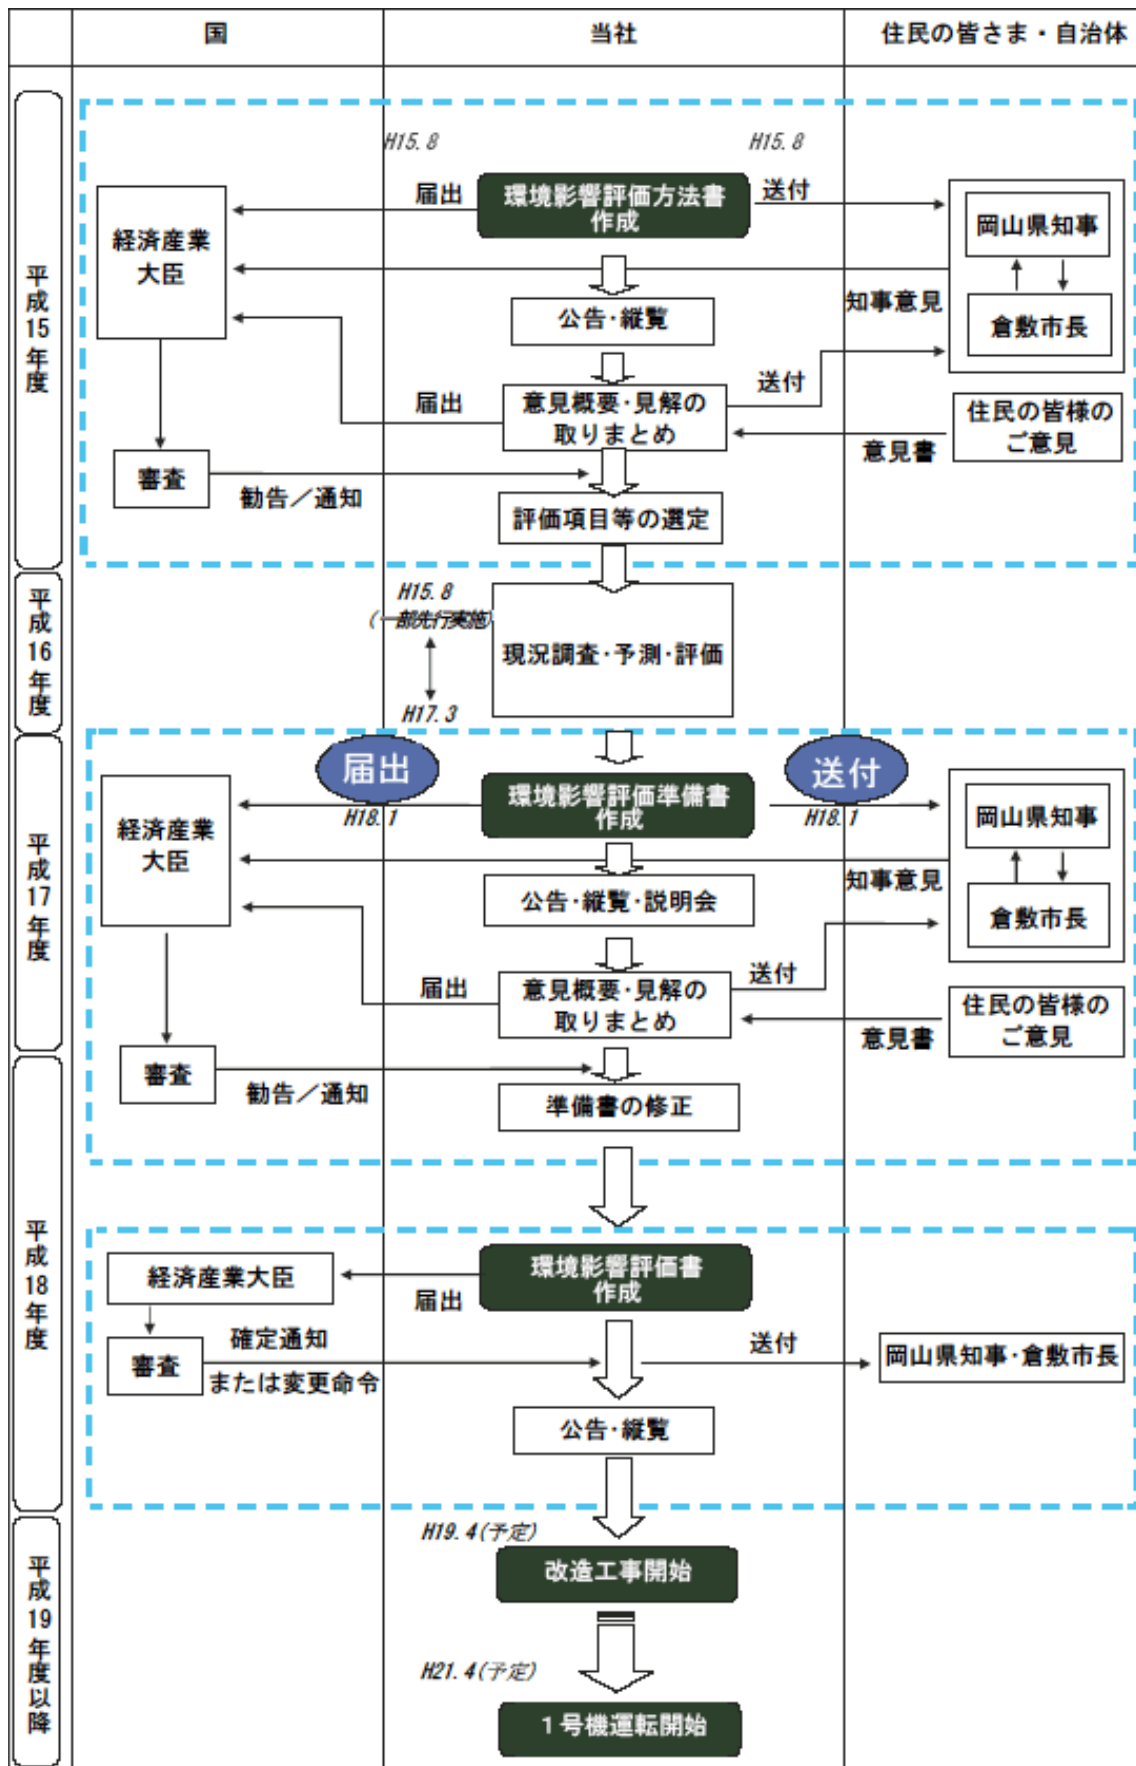 国
当社
住民の皆さま・自治体
平成15年度
H15.8
H15.8
届出
環境影響評価方法書
作成
送付
経済産業
大臣
岡山県知事
知事意見
倉敷市長
公告・縦覧
届出
意見概要・見解の
取りまとめ
送付
意見書
住民の皆様の
ご意見
審査
勧告／通知
評価項目等の選定
平成16年度
H15.8
(一部先行実施)
H17.3
現況調査・予測・評価
平成17年度
届出
送付
H18.1
環境影響評価準備書
作成
H18.1
経済産業
大臣
岡山県知事
知事意見
倉敷市長
公告・縦覧・説明会
届出
意見概要・見解の
取りまとめ
送付
意見書
住民の皆様の
ご意見
平成18年度
審査
勧告／通知
準備書の修正
環境影響評価書
作成
経済産業大臣
届出
審査
確定通知
または変更命令
送付
岡山県知事・倉敷市長
公告・縦覧
平成19年度以降
H19.4(予定)
改造工事開始
H21.4(予定)
１号機運転開始